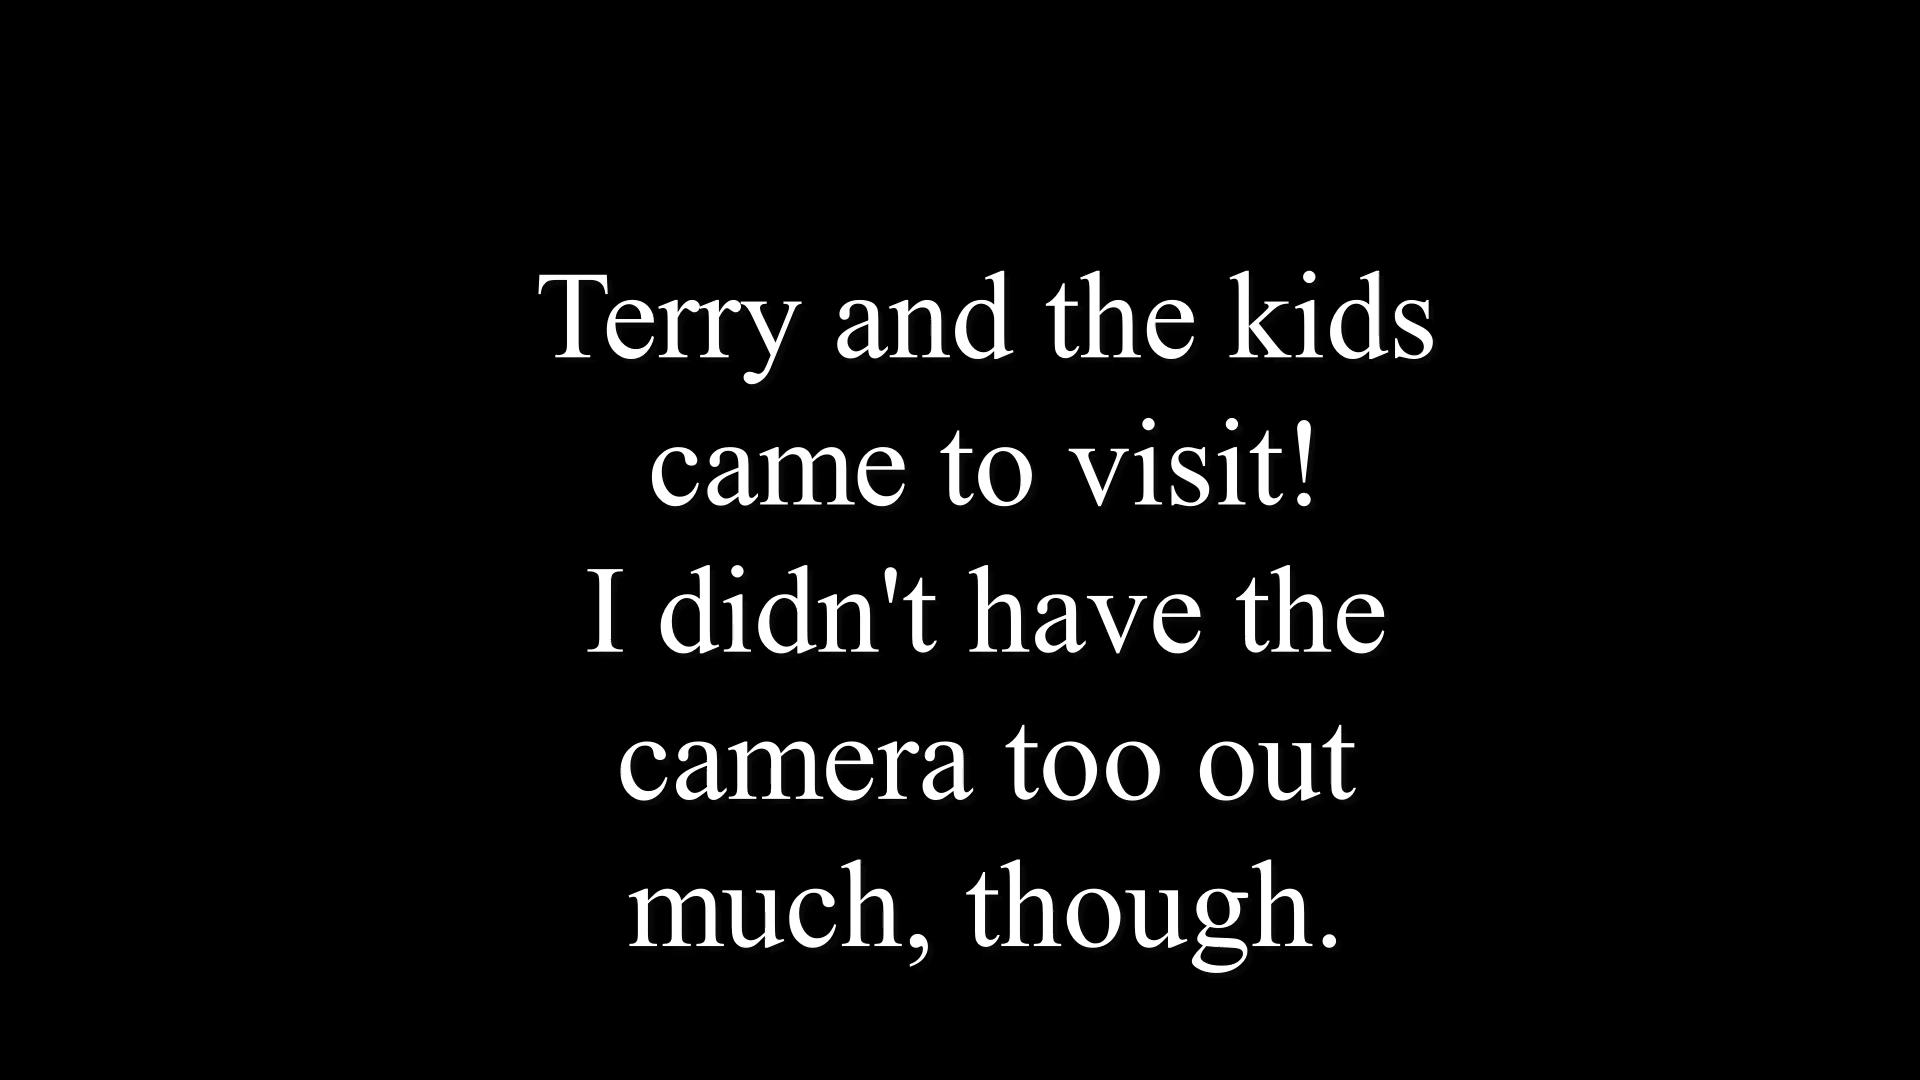 Terry and the kids
came to visit!
I didn't have the
camera too out
much, though.